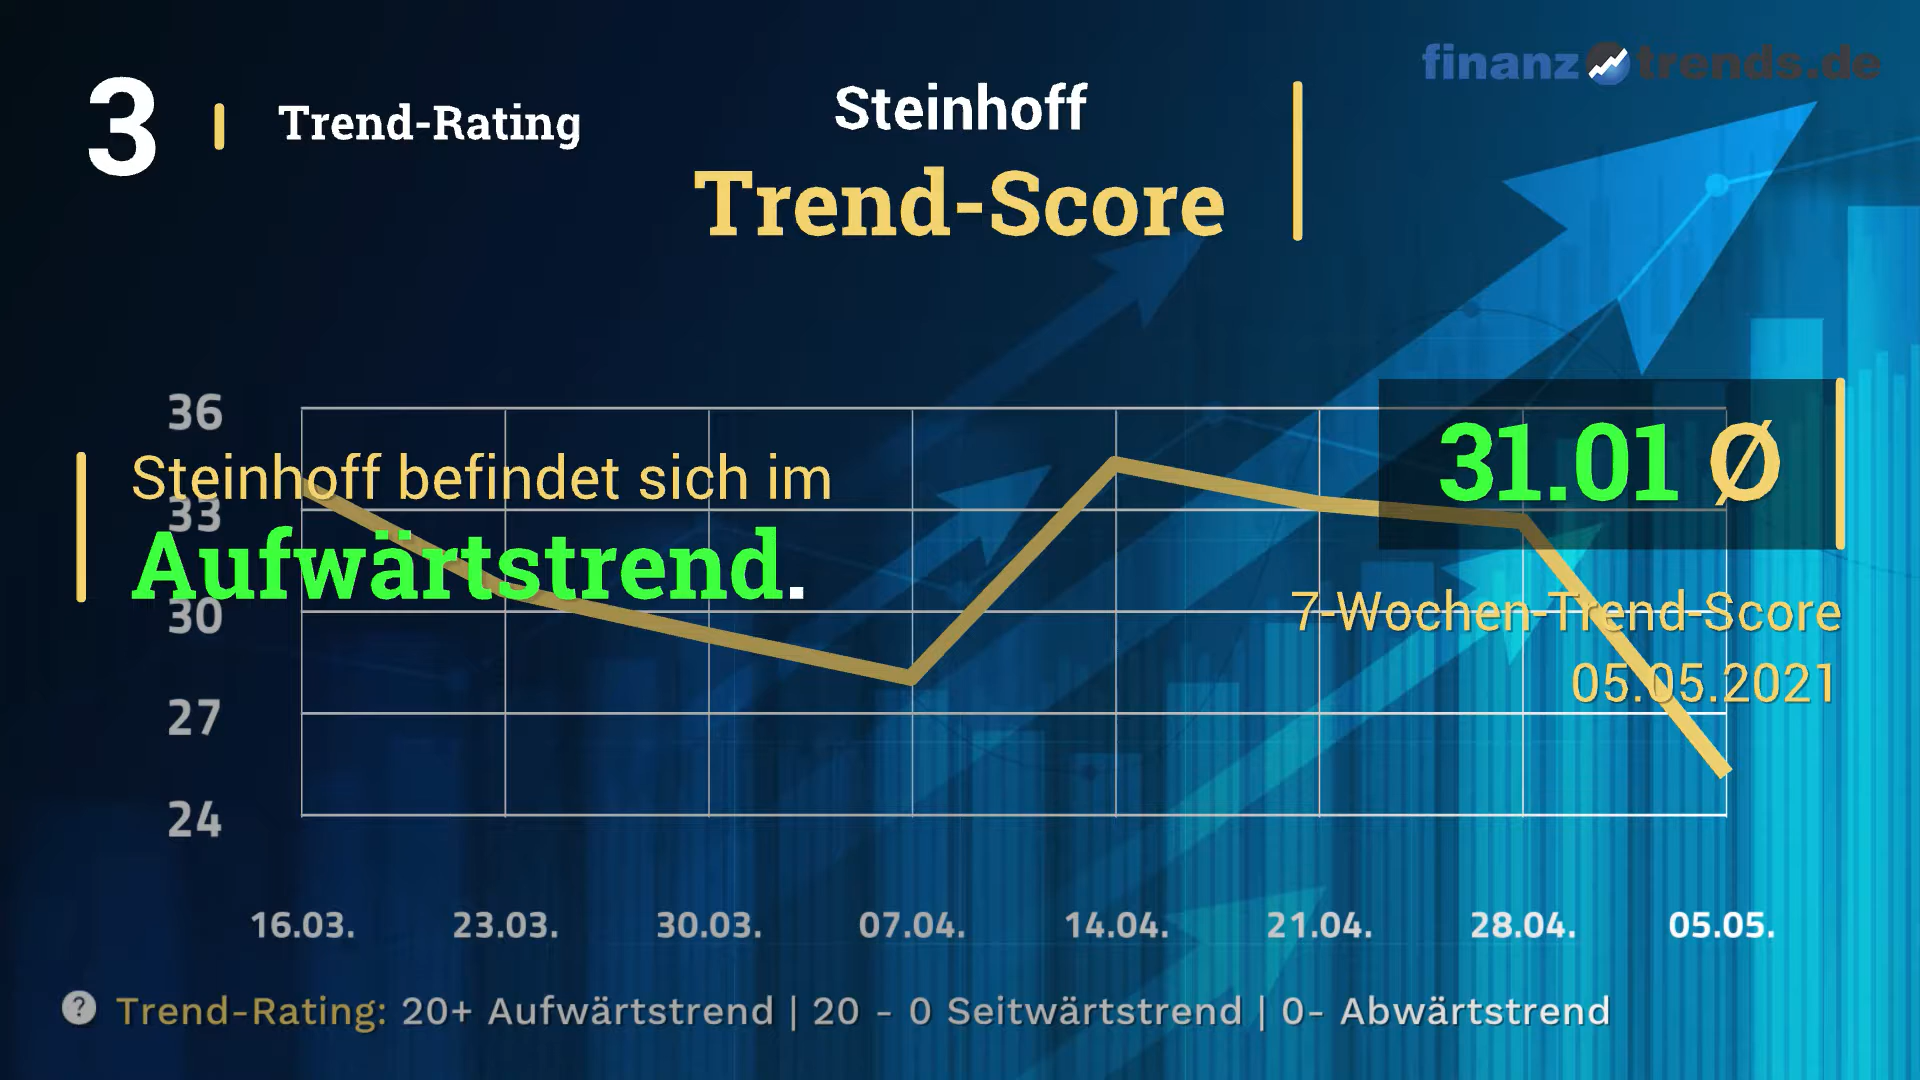 finanz trends.de
3
Trend-Rating
Steinhoff
Trend-Score
36
33
30
27
24
Steinhoff befindet sich im
Aufwärtstrend.
31.01 Ø
7-Wochen-Trend-Score
05.05.2021
16.03. 23.03. 30.03. 07.04. 14.04. 21.04. 28.04. 05.05.
? Trend-Rating: 20+ Aufwärtstrend | 20 - 0 Seitwärtstrend | 0- Abwärtstrend